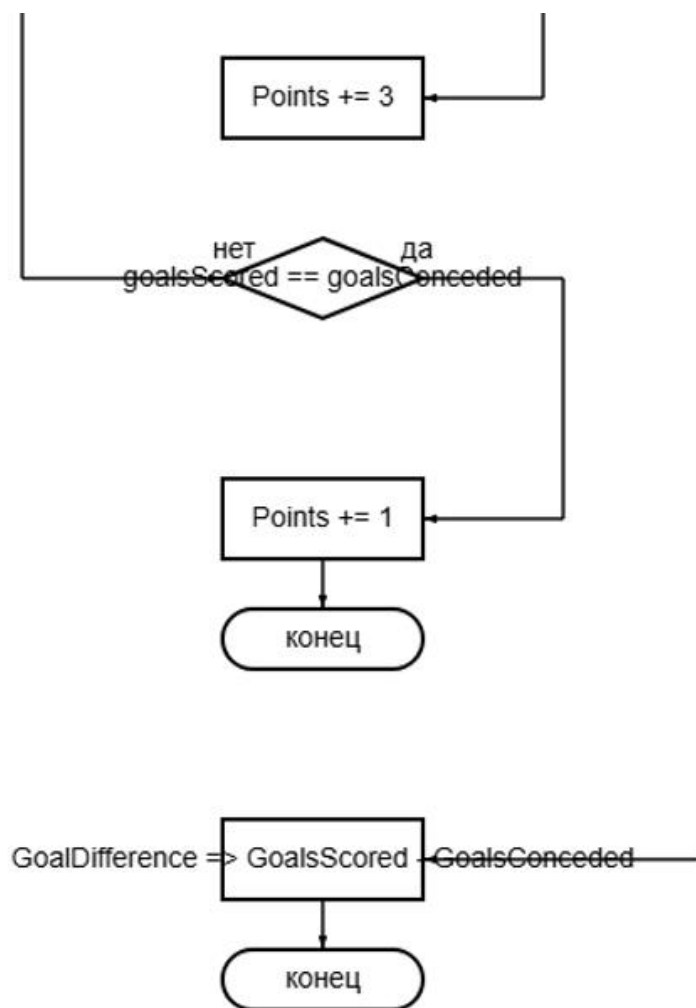 Points += 3
нет
да
goalsScored == goalsConceded
Points += 1
конец
GoalDifference => GoalsScored - GoalsConceded
конец